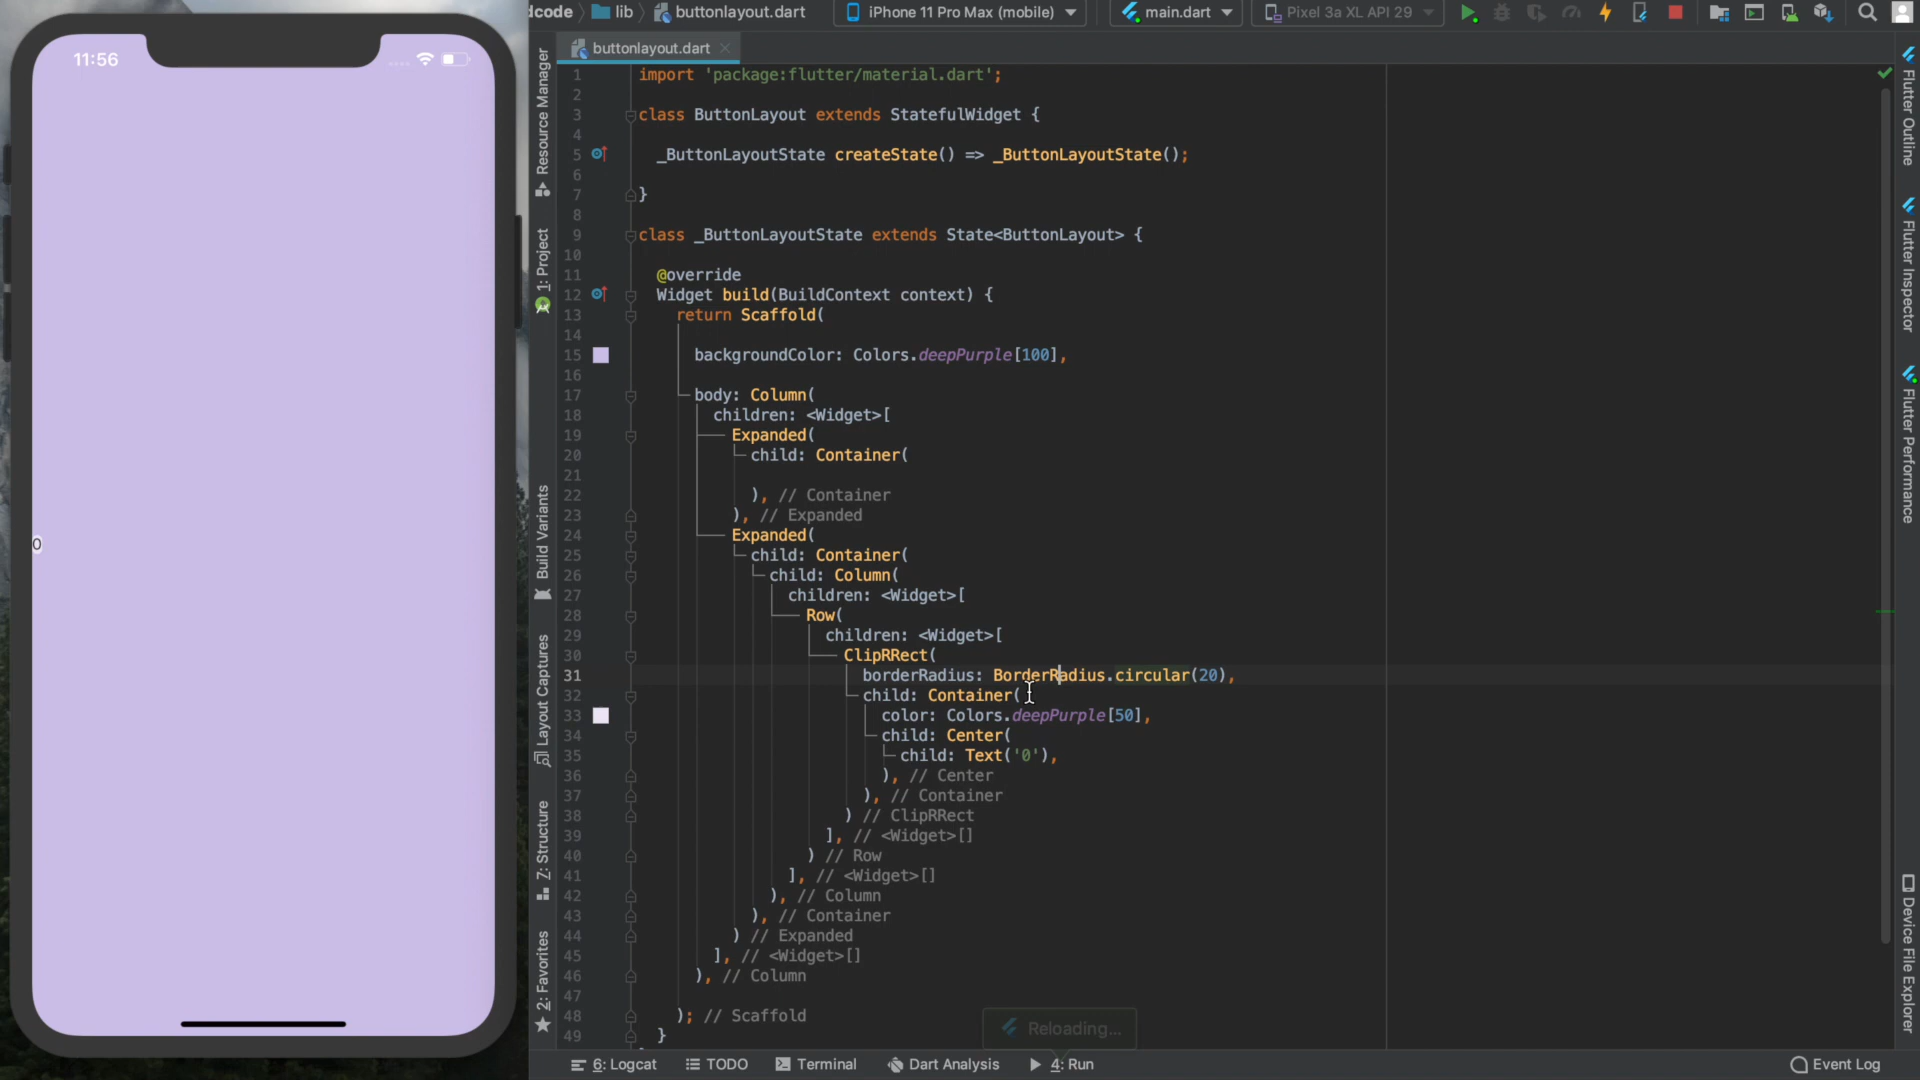 11:56
0
dcode
lib
buttonlayout.dart
iPhone 11 Pro Max (mobile)
main.dart
Pixel 3a XL API 29
buttonlayout.dart
Resource Manager
1: Project
Build Variants
Layout Captures
7: Structure
2: Favorites
1 import 'package:flutter/material.dart';
2
3 class ButtonLayout extends StatefulWidget {
4
5 _ButtonLayoutState createState() => _ButtonLayoutState();
6
7 }
8
9 class _ButtonLayoutState extends State<ButtonLayout> {
10
11 @override
12 Widget build(BuildContext context) {
13 return Scaffold(
14
15 backgroundColor: Colors.deepPurple[100],
16
17 body: Column(
18 children: <Widget>[
19 Expanded(
20 child: Container(
21
22 ), // Container
23 ), // Expanded
24 Expanded(
25 child: Container(
26 child: Column(
27 children: <Widget>[
28 Row(
29 children: <Widget>[
30 ClipRRect(
31 borderRadius: BorderRadius.circular(20),
32 child: Container(
33 color: Colors.deepPurple[50],
34 child: Center(
35 child: Text('0'),
36 ), // Center
37 ), // Container
38 ) // ClipRRect
39 ], // <Widget>[]
40 ) // Row
41 ], // <Widget>[]
42 ), // Column
43 ), // Container
44 ) // Expanded
45 ], // <Widget>[]
46 ), // Column
47
48 ); // Scaffold
49 }
Reloading...
Flutter Outline
Flutter Inspector
Flutter Performance
Device File Explorer
6: Logcat
TODO
Terminal
Dart Analysis
4: Run
Event Log